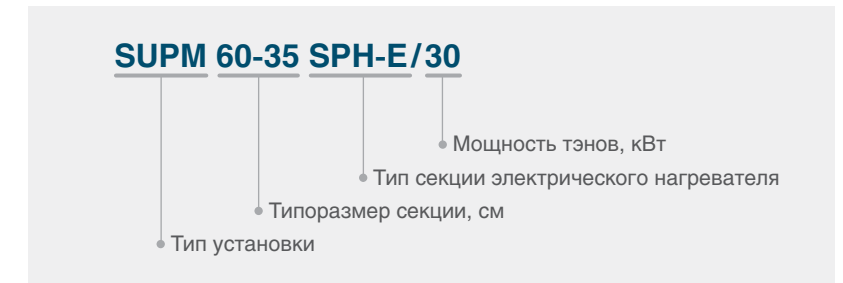 SUPM 60-35 SPH-E/30
Мощность тэнов, кВт
Тип секции электрического нагревателя
Типоразмер секции, см
Тип установки